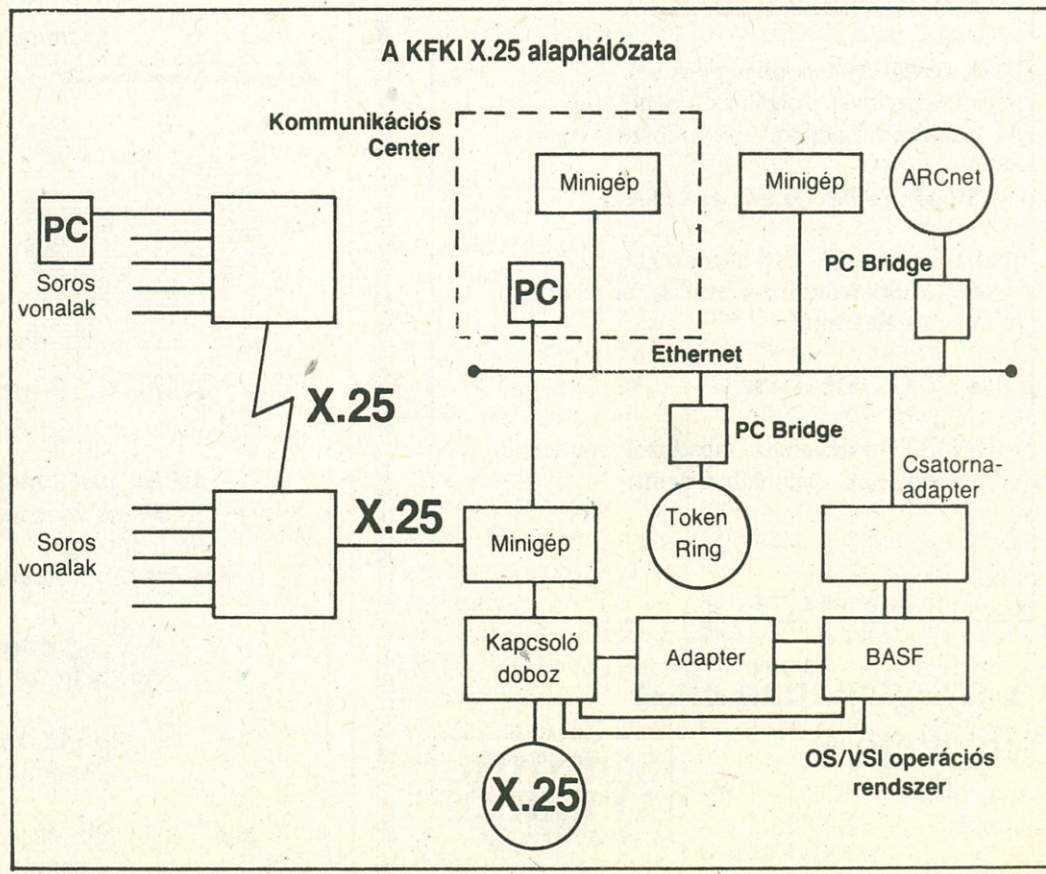 A KFKI X.25 alaphálózata
Kommunikációs
Center
Minigép
Minigép
ARCnet
PC
Soros
vonalak
PC
PC Bridge
Ethernet
X.25
PC Bridge
Csatorna-
adapter
Soros
vonalak
X.25
Minigép
Token
Ring
Kapcsoló
doboz
Adapter
BASF
OS/VSI operációs
rendszer
X.25